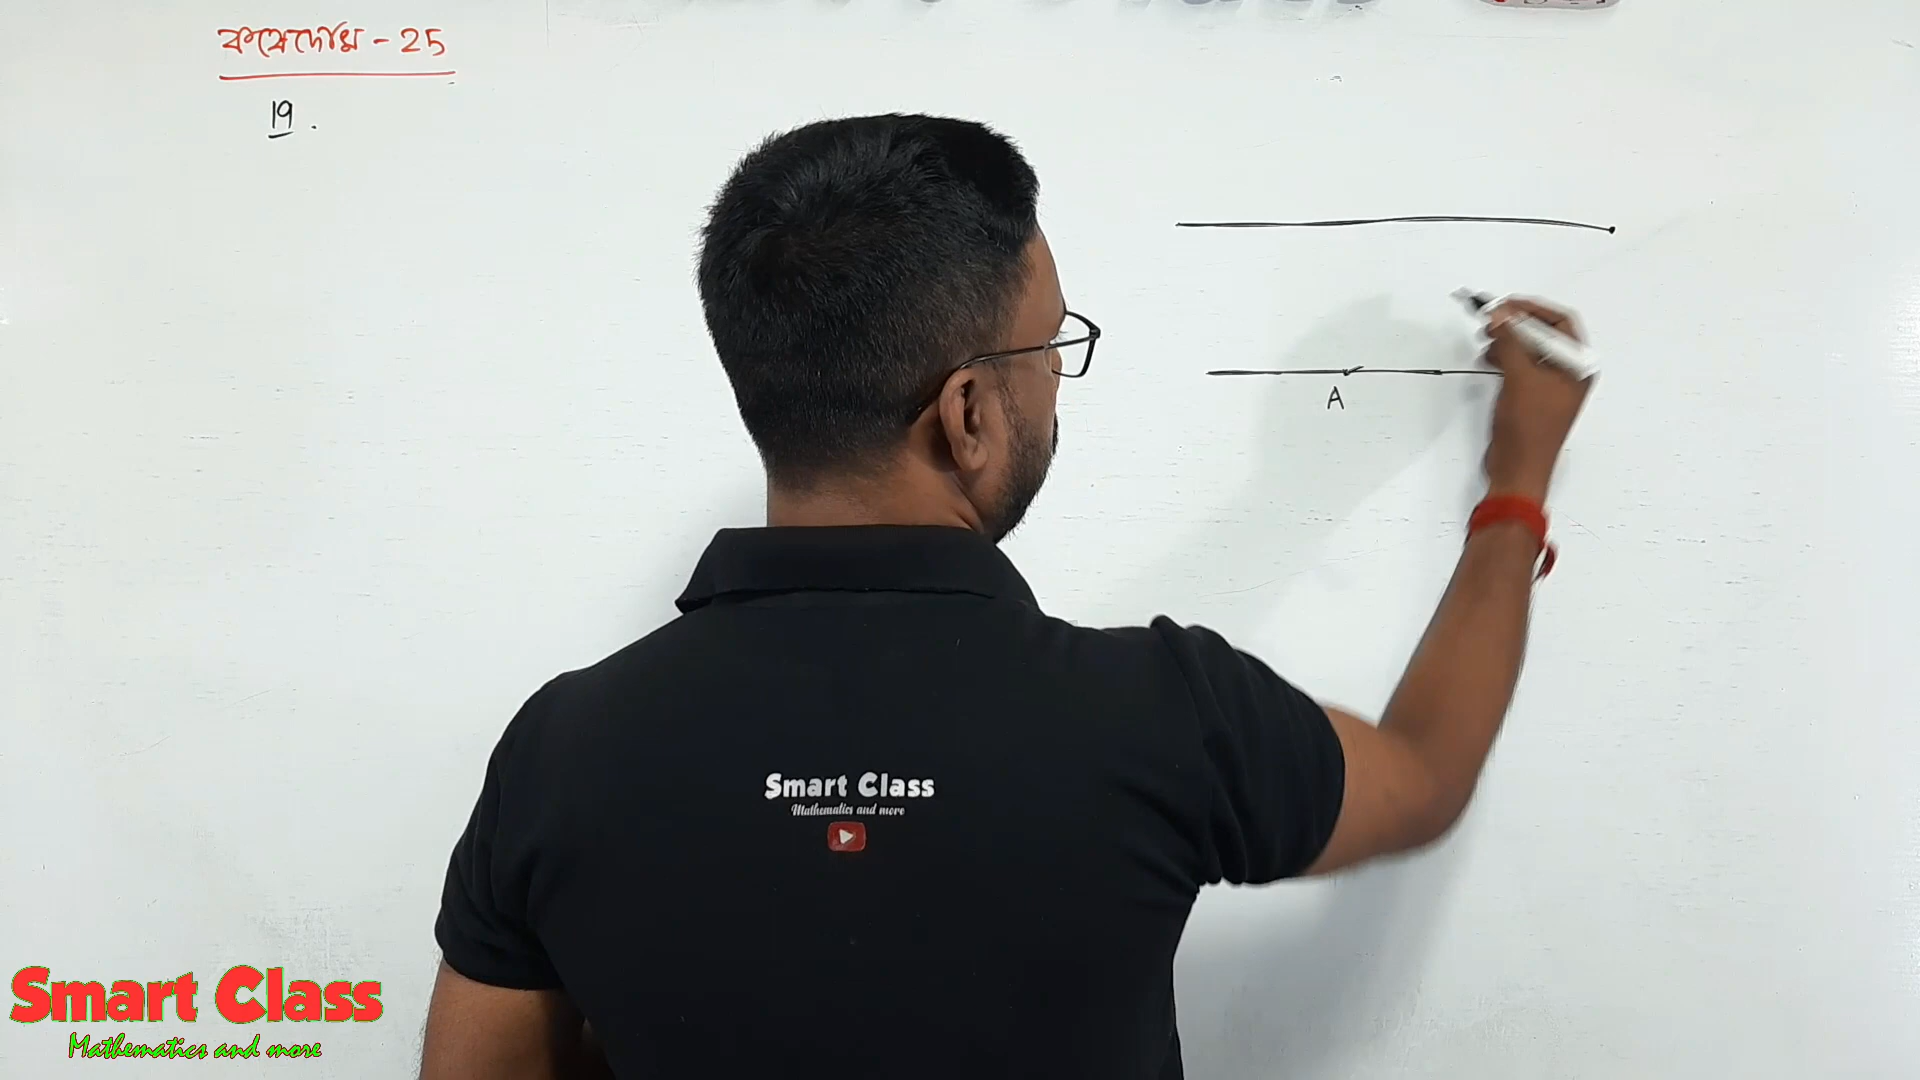 কষে দেখি - 25
19.
A
Smart Class
Mathematics and more
Smart Class
Mathematics and more